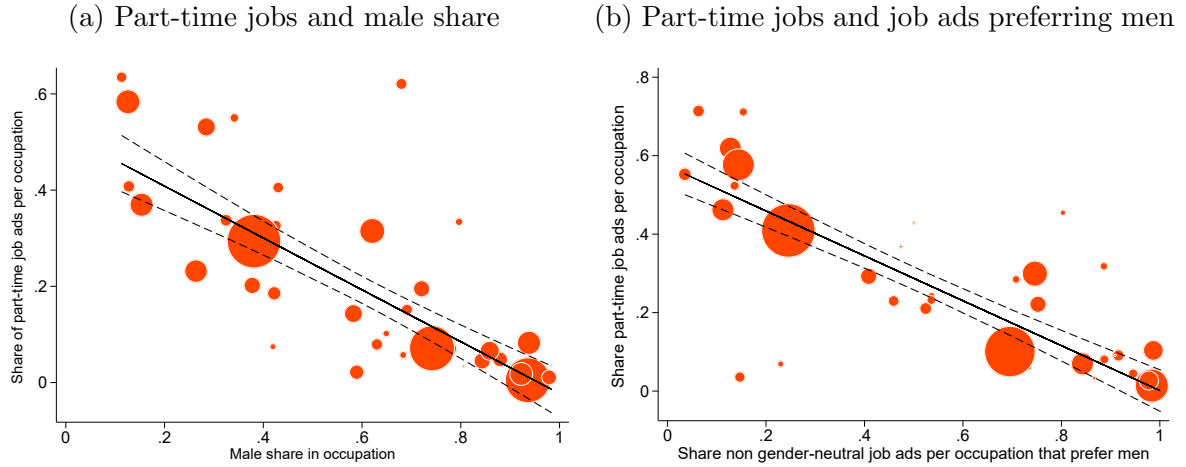 (a) Part-time jobs and male share
Share of part-time job ads per occupation
.6
.4
.2
0
0 .2 .4 .6 .8 1
Male share in occupation
(b) Part-time jobs and job ads preferring men
Share part-time job ads per occupation
.8
.6
.4
.2
0
0 .2 .4 .6 .8 1
Share non gender-neutral job ads per occupation that prefer men